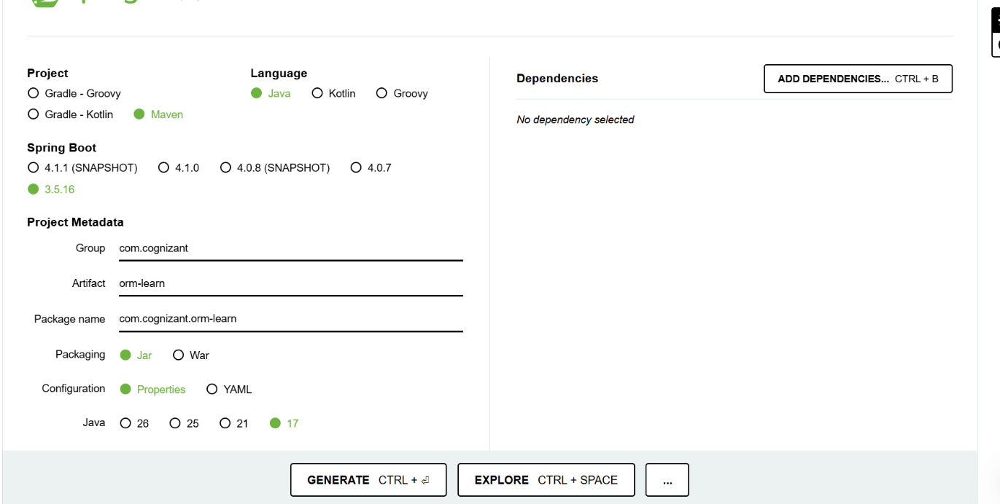 Project
Gradle - Groovy
Gradle - Kotlin Maven
Language
Java Kotlin Groovy
Spring Boot
4.1.1 (SNAPSHOT) 4.1.0 4.0.8 (SNAPSHOT) 4.0.7
3.5.16
Project Metadata
Group com.cognizant
Artifact orm-learn
Package name com.cognizant.orm-learn
Packaging Jar War
Configuration Properties YAML
Java 26 25 21 17
Dependencies
ADD DEPENDENCIES... CTRL + B
No dependency selected
GENERATE CTRL + ⏎
EXPLORE CTRL + SPACE
...